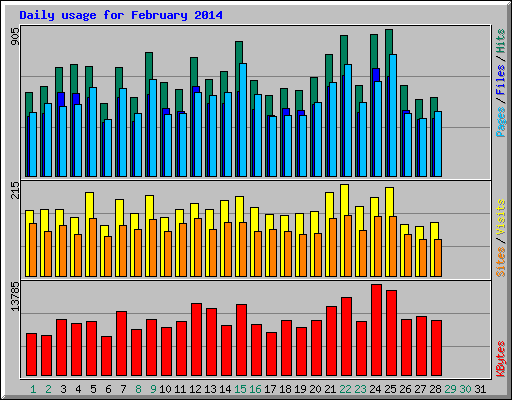 Daily usage for February 2014
905
Pages / Files / Hits
215
Sites / Visits
13785
KBytes
1 2 3 4 5 6 7 8 9 10 11 12 13 14 15 16 17 18 19 20 21 22 23 24 25 26 27 28 29 30 31